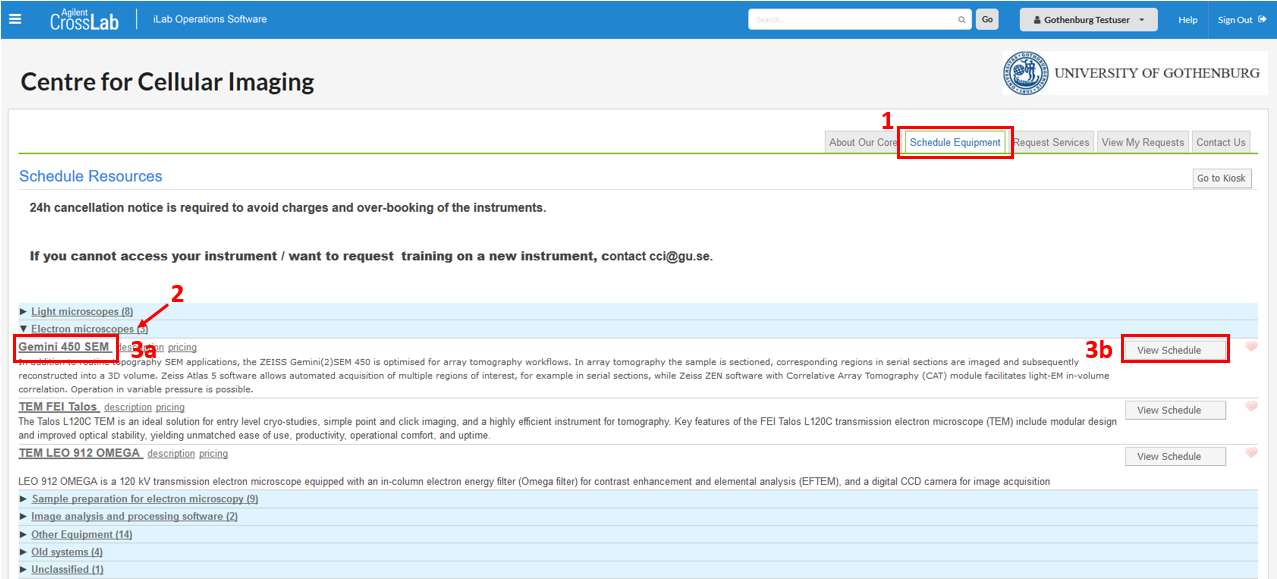 Agilent
CrossLab
iLab Operations Software
Search...
Go
Gothenburg Testuser
Help
Sign Out
Centre for Cellular Imaging
UNIVERSITY OF GOTHENBURG
1
About Our Core
Schedule Equipment
Request Services
View My Requests
Contact Us
Schedule Resources
Go to Kiosk
24h cancellation notice is required to avoid charges and over-booking of the instruments.
If you cannot access your instrument / want to request training on a new instrument, contact cci@gu.se.
2
Light microscopes (8)
Electron microscopes (3)
Gemini 450 SEM
3a
description pricing
3b
View Schedule
In addition to routine topography SEM applications, the ZEISS Gemini(2)SEM 450 is optimised for array tomography workflows. In array tomography the sample is sectioned, corresponding regions in serial sections are imaged and subsequently
reconstructed into a 3D volume. Zeiss Atlas 5 software allows automated acquisition of multiple regions of interest, for example in serial sections, while Zeiss ZEN software with Correlative Array Tomography (CAT) module facilitates light-EM in-volume
correlation. Operation in variable pressure is possible.
TEM FEI Talos description pricing
View Schedule
The Talos L120C TEM is an ideal solution for entry level cryo-studies, simple point and click imaging, and a highly efficient instrument for tomography. Key features of the FEI Talos L120C transmission electron microscope (TEM) include modular design
and improved optical stability, yielding unmatched ease of use, productivity, operational comfort, and uptime.
TEM LEO 912 OMEGA description pricing
View Schedule
LEO 912 OMEGA is a 120 kV transmission electron microscope equipped with an in-column electron energy filter (Omega filter) for contrast enhancement and elemental analysis (EFTEM), and a digital CCD camera for image acquisition
Sample preparation for electron microscopy (9)
Image analysis and processing software (2)
Other Equipment (14)
Old systems (4)
Unclassified (1)